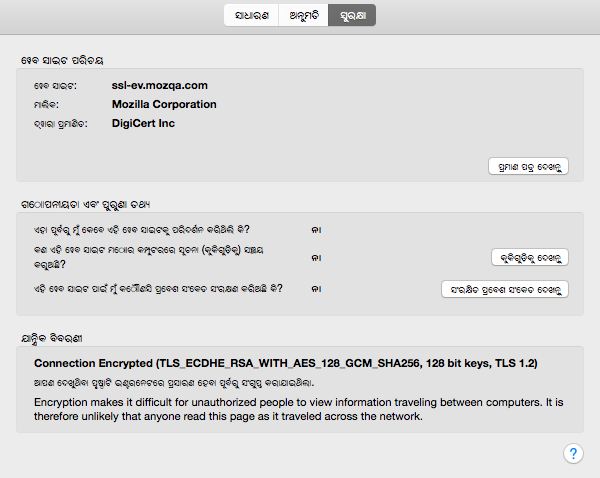 ସାଧାରଣ ଅନୁମତି ସୁରକ୍ଷା
ୱେବ ସାଇଟ ପରିଚୟ
ୱେବ ସାଇଟ: ssl-ev.mozqa.com
ମାଲିକ: Mozilla Corporation
ଦ୍ୱାରା ପ୍ରମାଣିତ: DigiCert Inc
ପ୍ରମାଣ ପତ୍ର ଦେଖନ୍ତୁ
ଗୋପନୀୟତା ଏବଂ ପୁରୁଣା ତଥ୍ୟ
ଏହା ପୂର୍ବରୁ ମୁଁ କେବେ ଏହି ୱେବ ସାଇଟକୁ ପରିଦର୍ଶନ କରିଥିଲି କି? ନା
କଣ ଏହି ୱେବ ସାଇଟ ମୋର କମ୍ପୁଟରରେ ସୂଚନା (କୁକିଗୁଡ଼ିକୁ) ସଞ୍ଚୟ
କରୁଅଛି? ନା କୁକିଗୁଡ଼ିକୁ ଦେଖନ୍ତୁ
ଏହି ୱେବ ସାଇଟ ପାଇଁ ମୁଁ କୌଣସି ପ୍ରବେଶ ସଂକେତ ସଂରକ୍ଷଣ କରିଅଛି କି? ନା ସଂରକ୍ଷିତ ପ୍ରବେଶ ସଂକେତ ଦେଖନ୍ତୁ
ଯାନ୍ତ୍ରିକ ବିବରଣୀ
Connection Encrypted (TLS_ECDHE_RSA_WITH_AES_128_GCM_SHA256, 128 bit keys, TLS 1.2)
ଆପଣ ଦେଖୁଥିବା ପୃଷ୍ଠାଟି ଇଣ୍ଟରନେଟରେ ପ୍ରସାରଣ ହେବା ପୂର୍ବରୁ ସଂଗୁପ୍ତ କରାଯାଇଥିଲା.
Encryption makes it difficult for unauthorized people to view information traveling between computers. It is
therefore unlikely that anyone read this page as it traveled across the network.
?